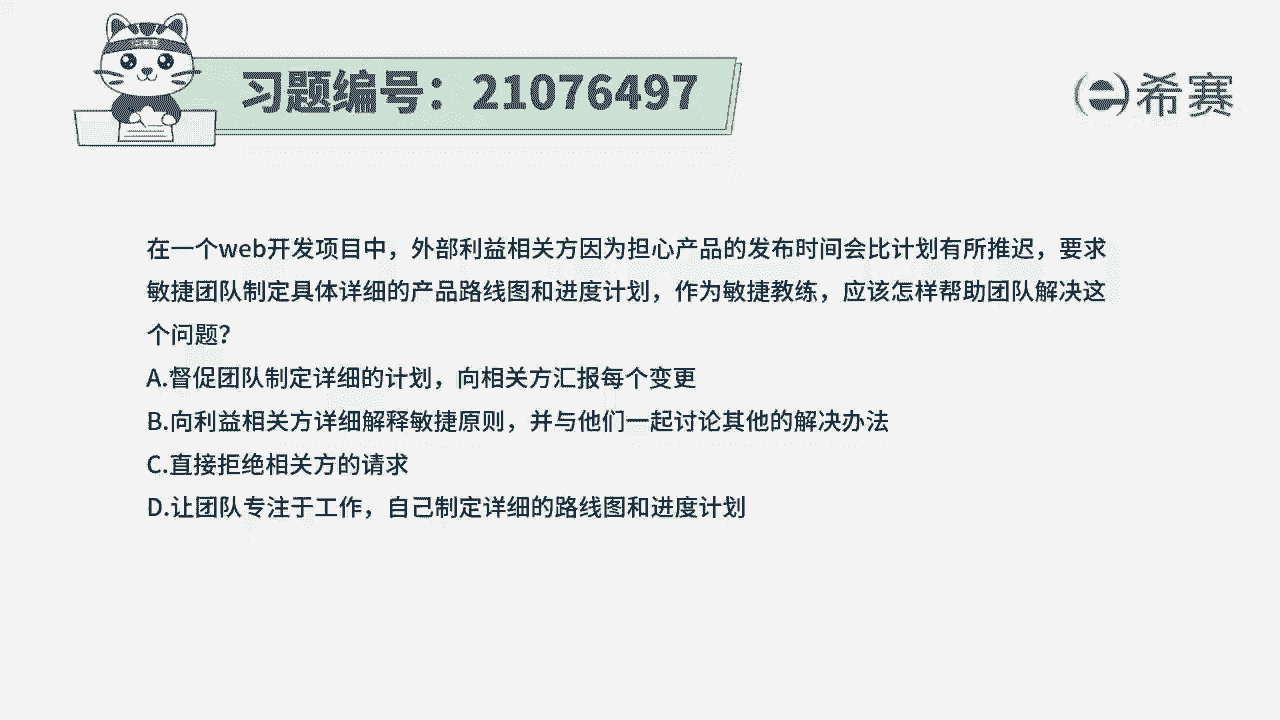 习题编号：21076497
希赛
在一个web开发项目中，外部利益相关方因为担心产品的发布时间会比计划有所推迟，要求
敏捷团队制定具体详细的产品路线图和进度计划，作为敏捷教练，应该怎样帮助团队解决这
个问题？
A.督促团队制定详细的计划，向相关方汇报每个变更
B.向利益相关方详细解释敏捷原则，并与他们一起讨论其他的解决办法
C.直接拒绝相关方的请求
D.让团队专注于工作，自己制定详细的路线图和进度计划